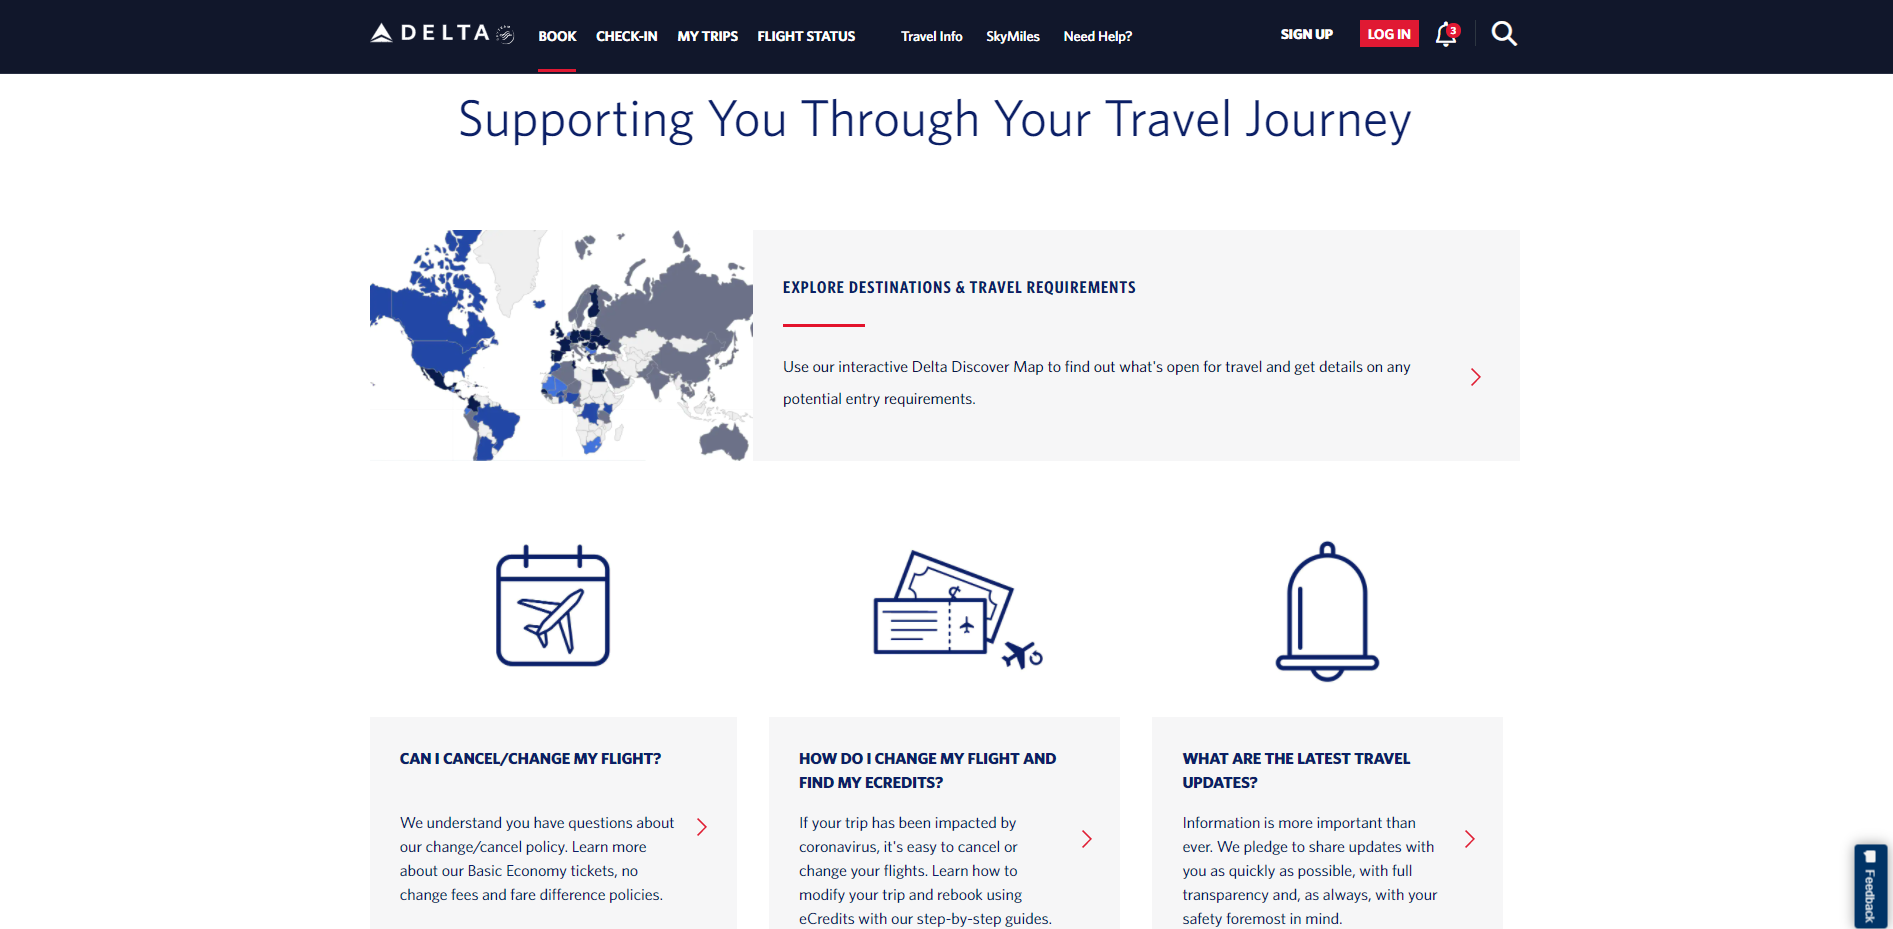 DELTA
BOOK CHECK-IN MY TRIPS FLIGHT STATUS Travel Info SkyMiles Need Help? SIGN UP LOG IN 3
Supporting You Through Your Travel Journey
EXPLORE DESTINATIONS & TRAVEL REQUIREMENTS
Use our interactive Delta Discover Map to find out what's open for travel and get details on any
potential entry requirements.
CAN I CANCEL/CHANGE MY FLIGHT?
We understand you have questions about
our change/cancel policy. Learn more
about our Basic Economy tickets, no
change fees and fare difference policies.
HOW DO I CHANGE MY FLIGHT AND
FIND MY ECREDITS?
If your trip has been impacted by
coronavirus, it's easy to cancel or
change your flights. Learn how to
modify your trip and rebook using
eCredits with our step-by-step guides.
WHAT ARE THE LATEST TRAVEL
UPDATES?
Information is more important than
ever. We pledge to share updates with
you as quickly as possible, with full
transparency and, as always, with your
safety foremost in mind.
Feedback